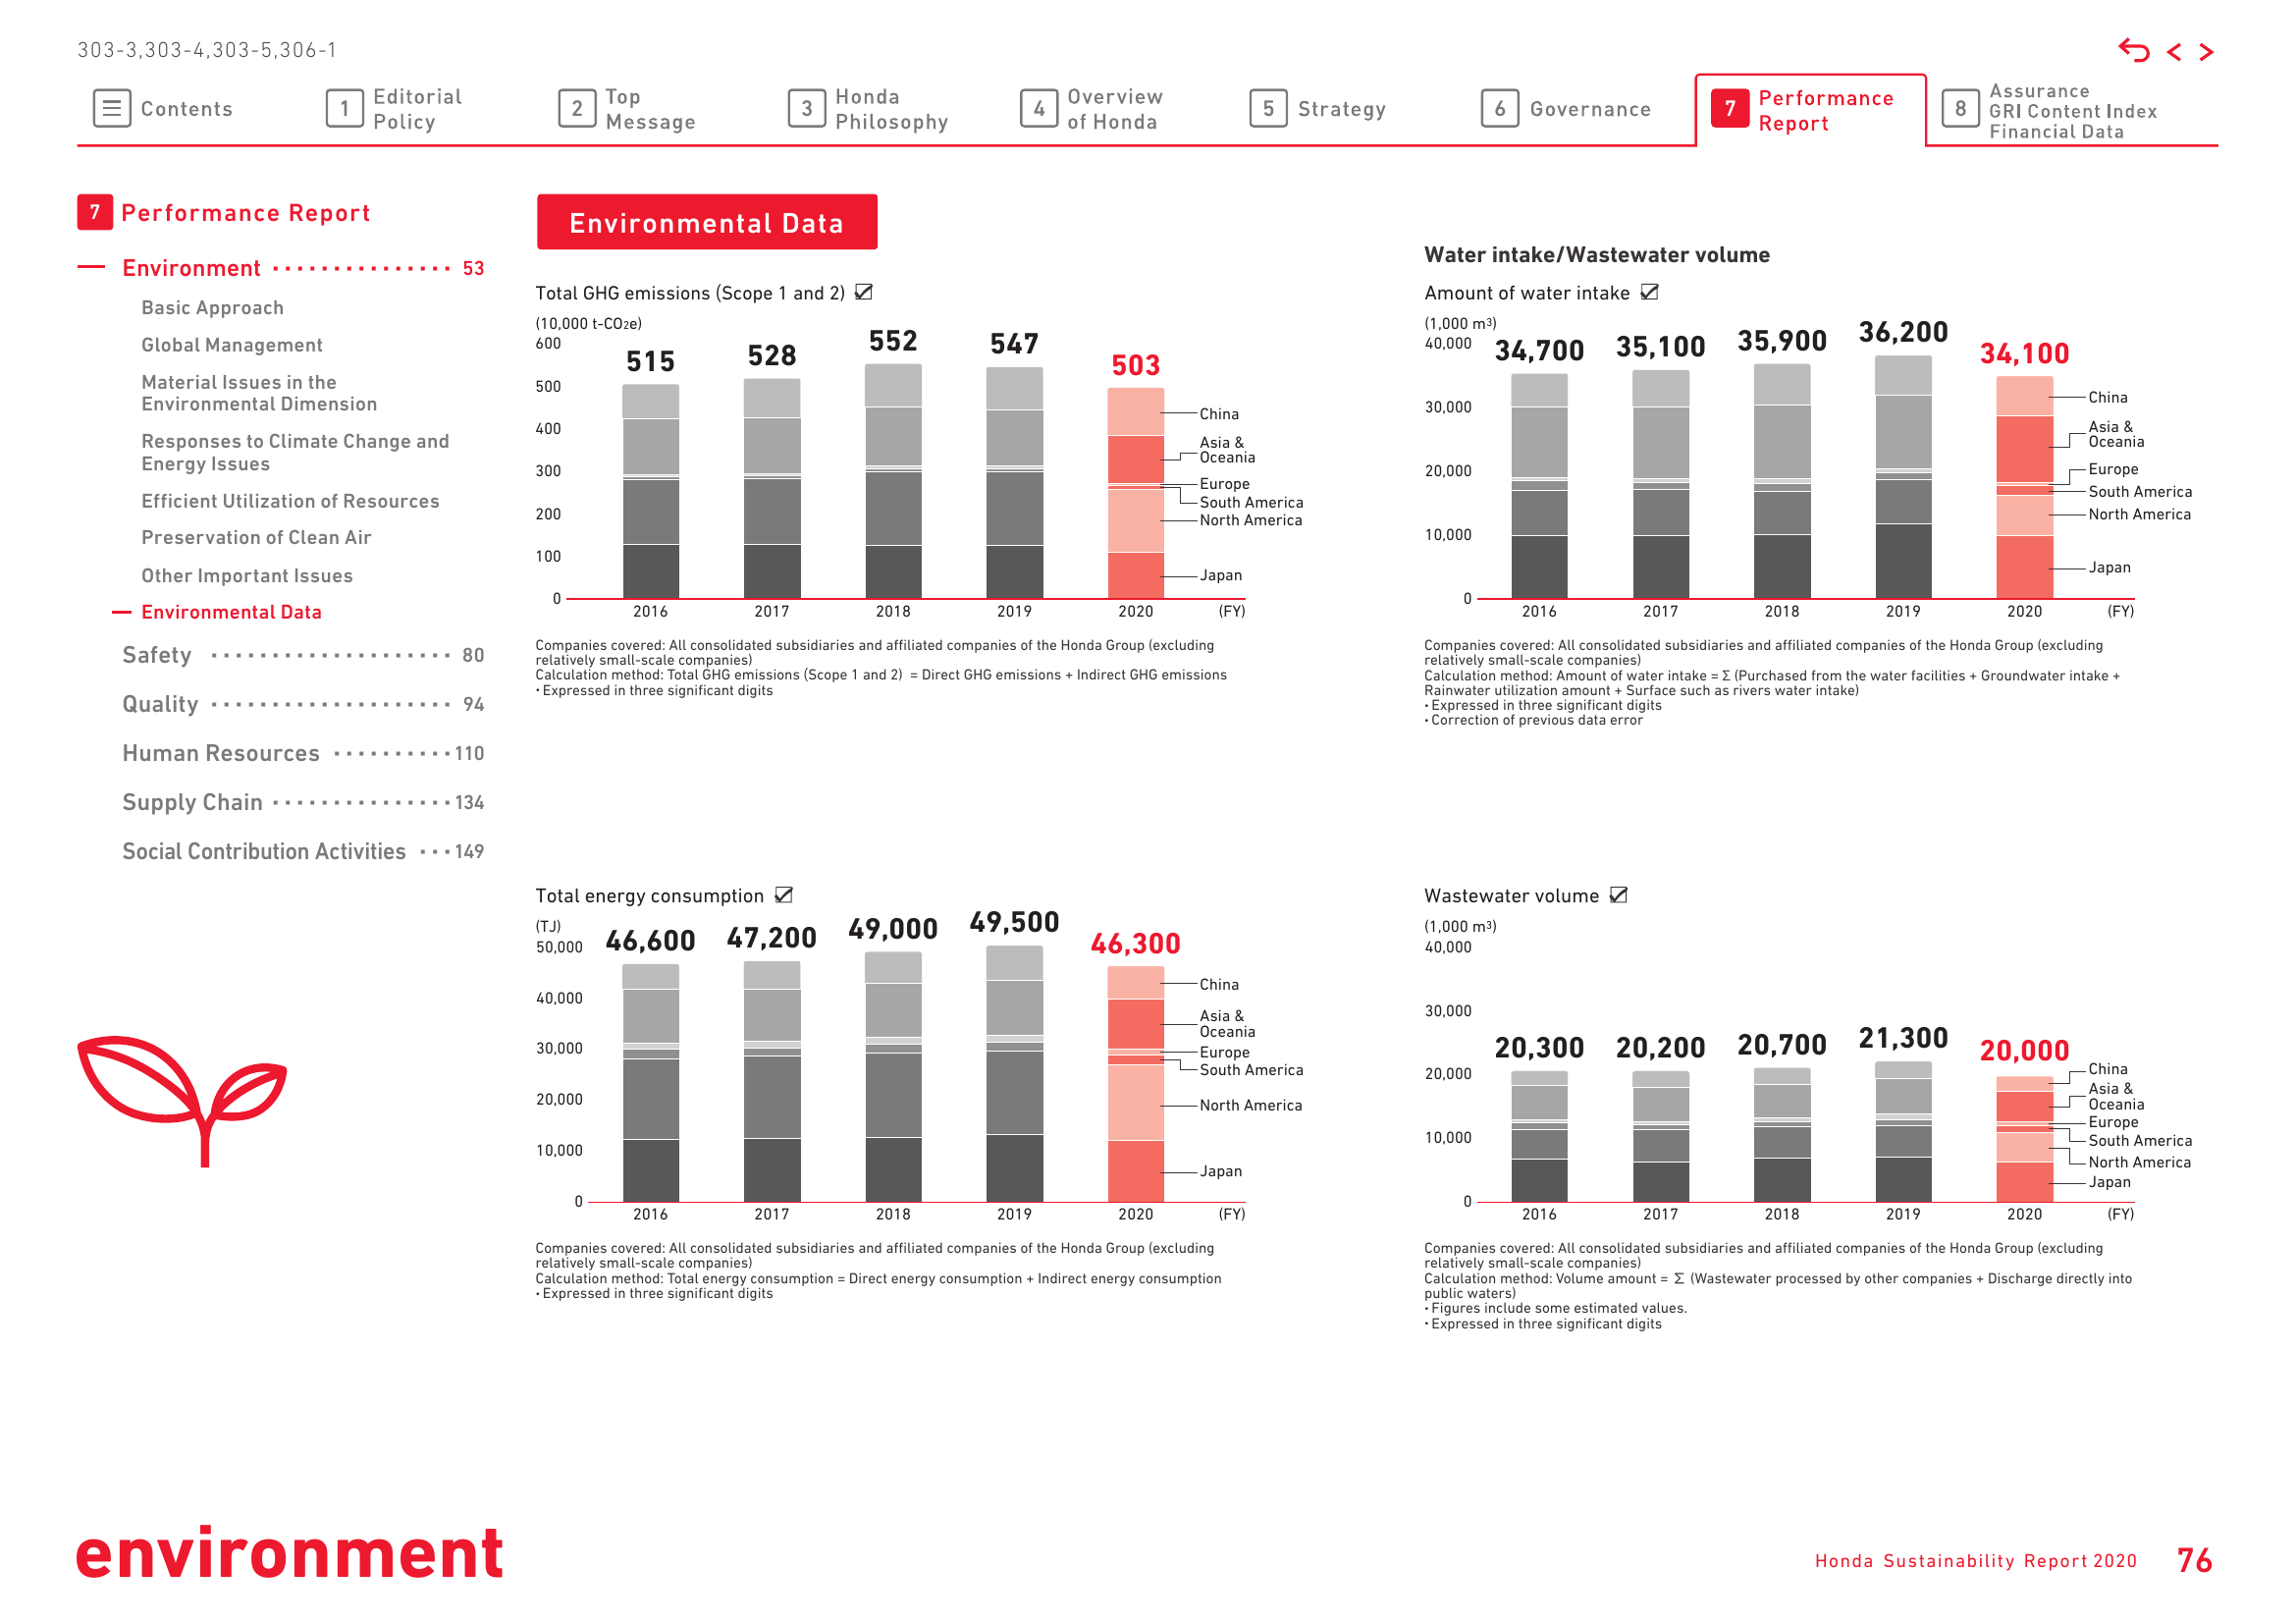 303-3,303-4,303-5,306-1
Contents
1 Editorial
Policy
2 Top
Message
3 Honda
Philosophy
4 Overview
of Honda
5 Strategy
6 Governance
7 Performance
Report
8 Assurance
GRI Content Index
Financial Data
7 Performance Report
Environment 53
Basic Approach
Global Management
Material Issues in the
Environmental Dimension
Responses to Climate Change and
Energy Issues
Efficient Utilization of Resources
Preservation of Clean Air
Other Important Issues
Environmental Data
Safety 80
Quality 94
Human Resources 110
Supply Chain 134
Social Contribution Activities 149
Environmental Data
Total GHG emissions (Scope 1 and 2)
(10,000 t-CO2e)
600
500
400
300
200
100
0
515
528
552
547
503
China
Asia &
Oceania
Europe
South America
North America
Japan
2016 2017 2018 2019 2020 (FY)
Companies covered: All consolidated subsidiaries and affiliated companies of the Honda Group (excluding
relatively small-scale companies)
Calculation method: Total GHG emissions (Scope 1 and 2) = Direct GHG emissions + Indirect GHG emissions
• Expressed in three significant digits
Total energy consumption
(TJ)
50,000
40,000
30,000
20,000
10,000
0
46,600
47,200
49,000
49,500
46,300
China
Asia &
Oceania
Europe
South America
North America
Japan
2016 2017 2018 2019 2020 (FY)
Companies covered: All consolidated subsidiaries and affiliated companies of the Honda Group (excluding
relatively small-scale companies)
Calculation method: Total energy consumption = Direct energy consumption + Indirect energy consumption
• Expressed in three significant digits
Water intake/Wastewater volume
Amount of water intake
(1,000 m3)
40,000
30,000
20,000
10,000
0
34,700
35,100
35,900
36,200
34,100
China
Asia &
Oceania
Europe
South America
North America
Japan
2016 2017 2018 2019 2020 (FY)
Companies covered: All consolidated subsidiaries and affiliated companies of the Honda Group (excluding
relatively small-scale companies)
Calculation method: Amount of water intake = Σ (Purchased from the water facilities + Groundwater intake +
Rainwater utilization amount + Surface such as rivers water intake)
• Expressed in three significant digits
• Correction of previous data error
Wastewater volume
(1,000 m3)
40,000
30,000
20,000
10,000
0
20,300
20,200
20,700
21,300
20,000
China
Asia &
Oceania
Europe
South America
North America
Japan
2016 2017 2018 2019 2020 (FY)
Companies covered: All consolidated subsidiaries and affiliated companies of the Honda Group (excluding
relatively small-scale companies)
Calculation method: Volume amount = Σ (Wastewater processed by other companies + Discharge directly into
public waters)
• Figures include some estimated values.
• Expressed in three significant digits
environment
Honda Sustainability Report 2020 76